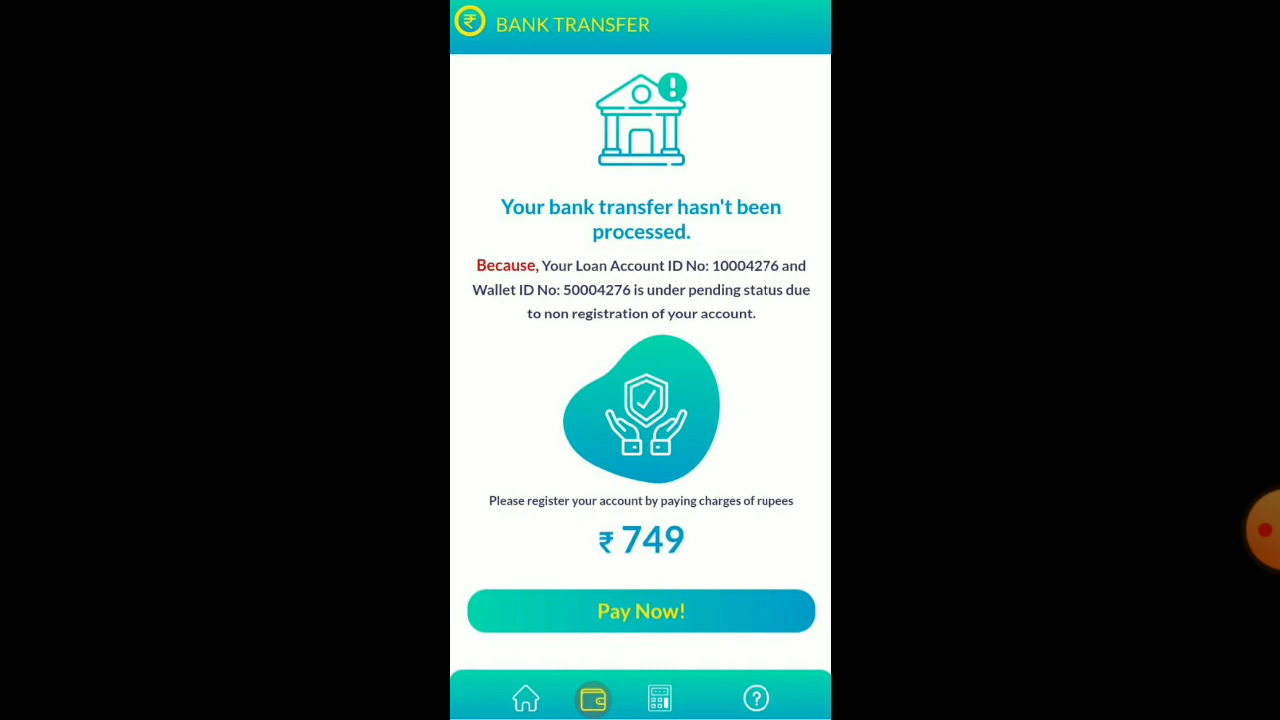 BANK TRANSFER
Your bank transfer hasn't been
processed.
Because, Your Loan Account ID No: 10004276 and
Wallet ID No: 50004276 is under pending status due
to non registration of your account.
Please register your account by paying charges of rupees
₹ 749
Pay Now!